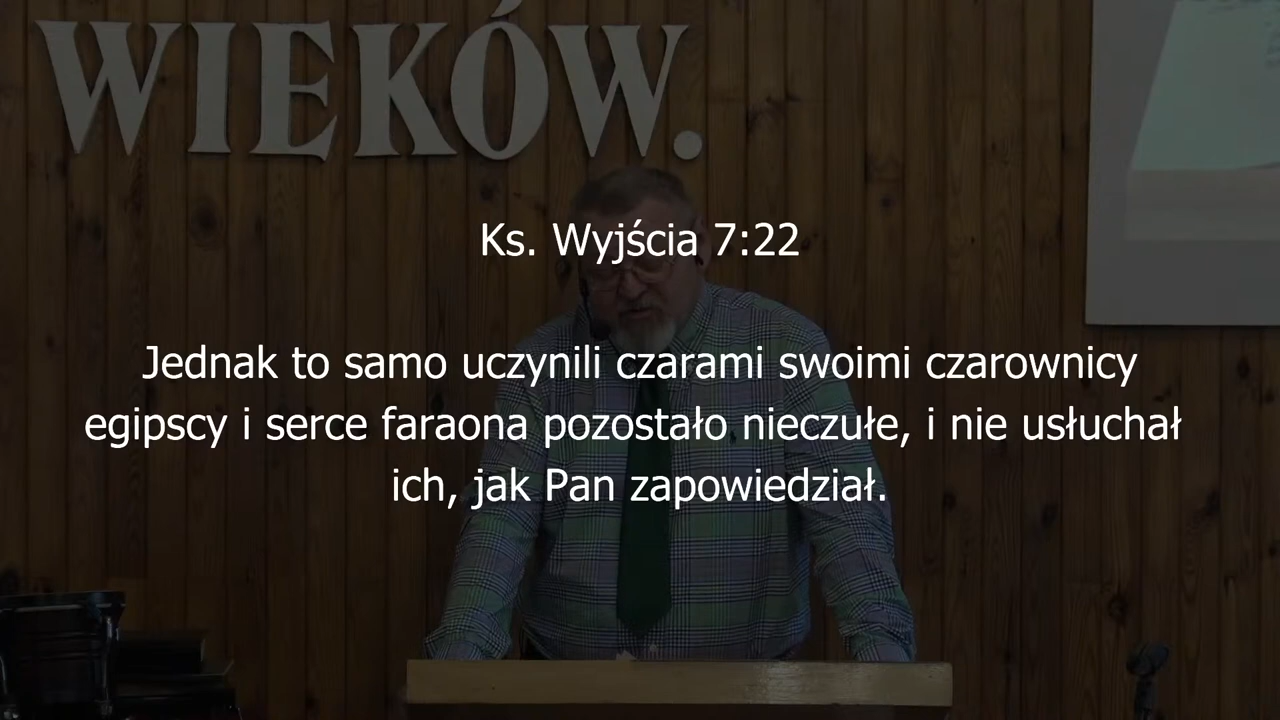 WIEKÓW.
Ks. Wyjścia 7:22
Jednak to samo uczynili czarami swoimi czarownicy
egipscy i serce faraona pozostało nieczułe, i nie usłuchał
ich, jak Pan zapowiedział.